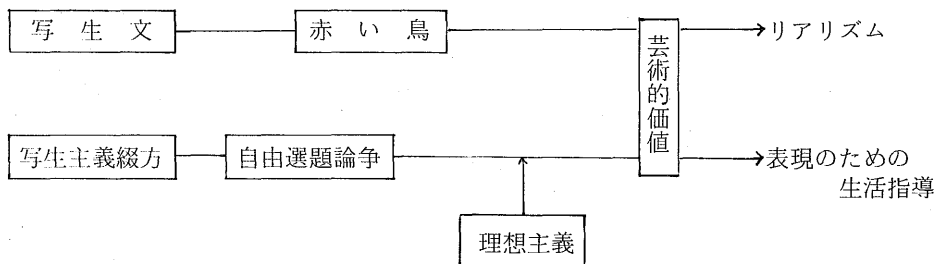 写生文
赤い鳥
芸術的価値
リアリズム
写生主義綴方
自由選題論争
表現のための
生活指導
理想主義